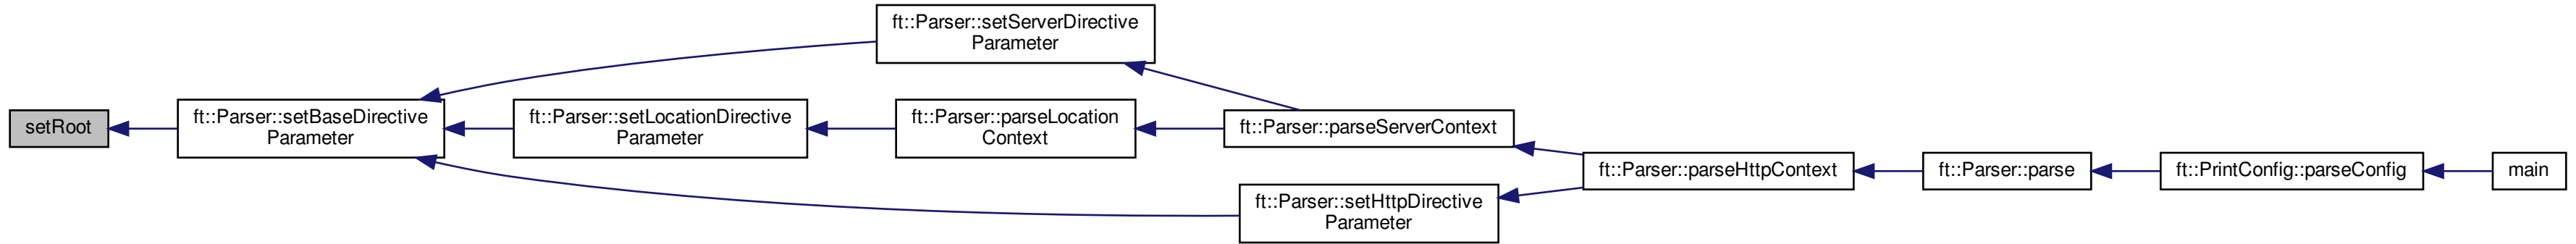 setRoot
ft::Parser::setBaseDirective
Parameter
ft::Parser::setServerDirective
Parameter
ft::Parser::setLocationDirective
Parameter
ft::Parser::parseLocation
Context
ft::Parser::parseServerContext
ft::Parser::setHttpDirective
Parameter
ft::Parser::parseHttpContext
ft::Parser::parse
ft::PrintConfig::parseConfig
main